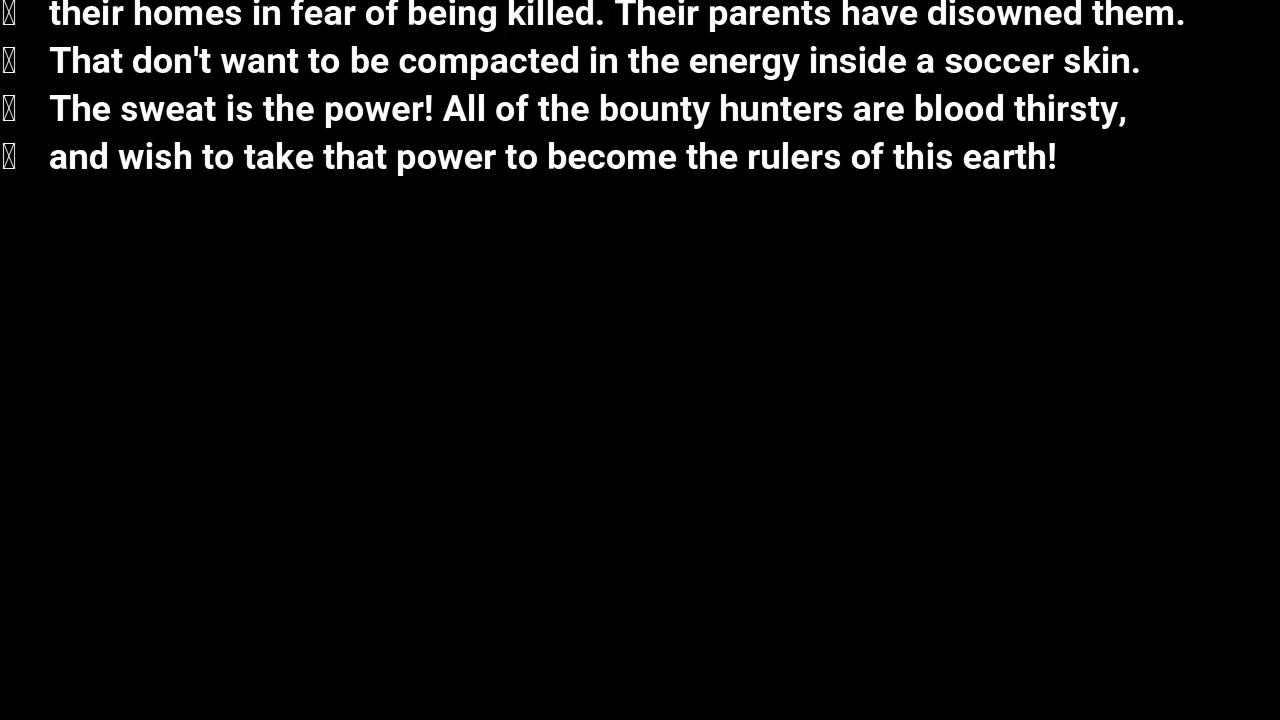 their homes in fear of being killed. Their parents have disowned them.
That don't want to be compacted in the energy inside a soccer skin.
The sweat is the power! All of the bounty hunters are blood thirsty,
and wish to take that power to become the rulers of this earth!